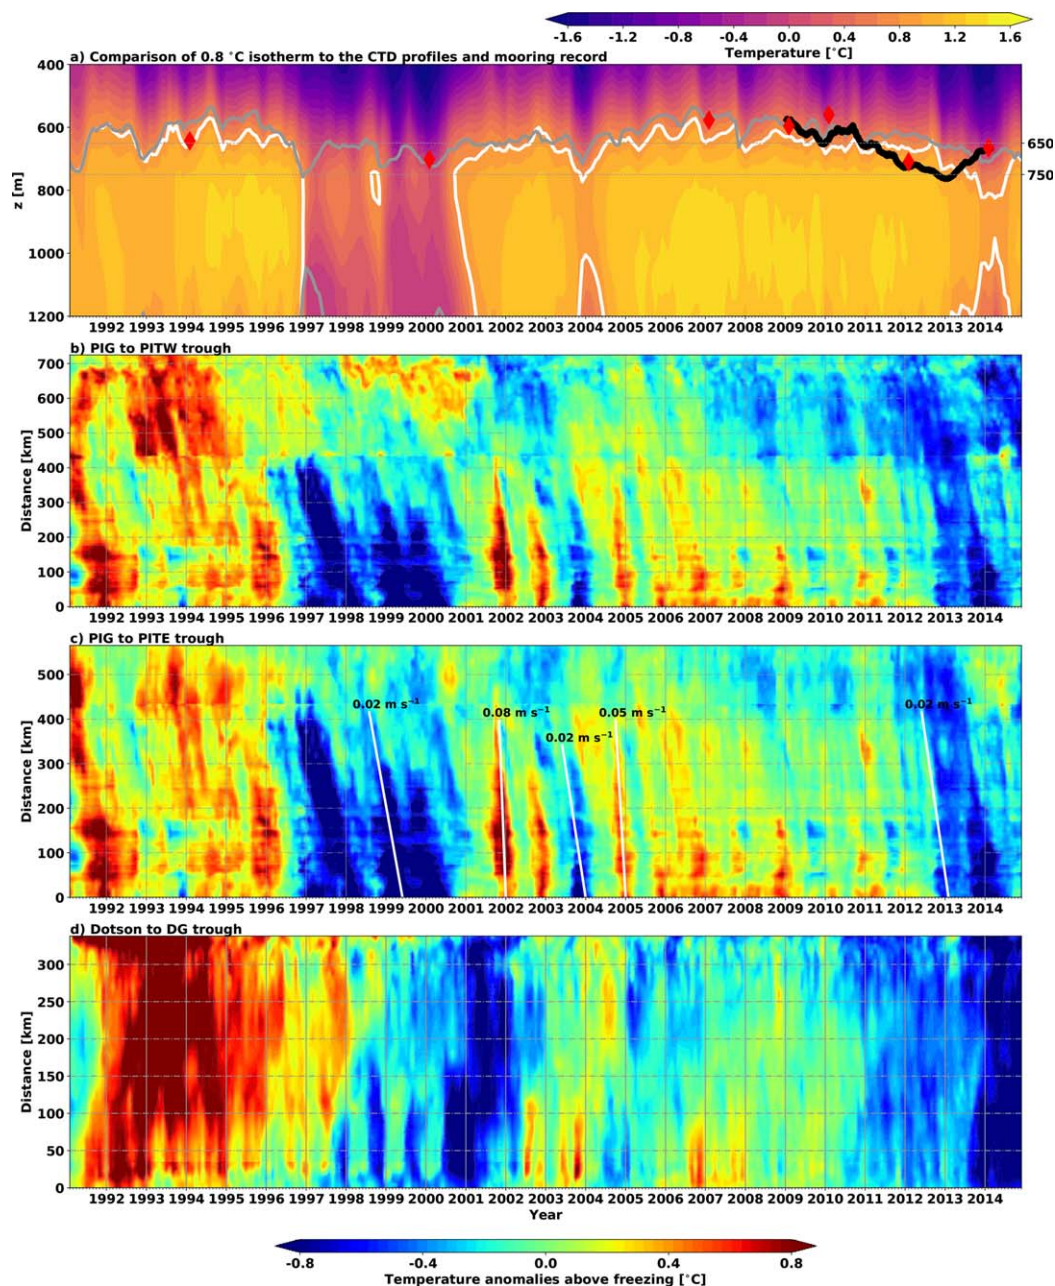 -1.6 -1.2 -0.8 -0.4 0.0 0.4 0.8 1.2 1.6
Temperature [°C]
a) Comparison of 0.8 °C isotherm to the CTD profiles and mooring record
400
600
800
1000
1200
z [m]
650
750
1992 1993 1994 1995 1996 1997 1998 1999 2000 2001 2002 2003 2004 2005 2006 2007 2008 2009 2010 2011 2012 2013 2014
b) PIG to PITW trough
700
600
500
400
300
200
100
0
Distance [km]
1992 1993 1994 1995 1996 1997 1998 1999 2000 2001 2002 2003 2004 2005 2006 2007 2008 2009 2010 2011 2012 2013 2014
c) PIG to PITE trough
500
400
300
200
100
0
Distance [km]
0.02 m s⁻¹
0.08 m s⁻¹
0.02 m s⁻¹
0.05 m s⁻¹
0.02 m s⁻¹
1992 1993 1994 1995 1996 1997 1998 1999 2000 2001 2002 2003 2004 2005 2006 2007 2008 2009 2010 2011 2012 2013 2014
d) Dotson to DG trough
300
250
200
150
100
50
0
Distance [km]
1992 1993 1994 1995 1996 1997 1998 1999 2000 2001 2002 2003 2004 2005 2006 2007 2008 2009 2010 2011 2012 2013 2014
Year
-0.8 -0.4 0.0 0.4 0.8
Temperature anomalies above freezing [°C]